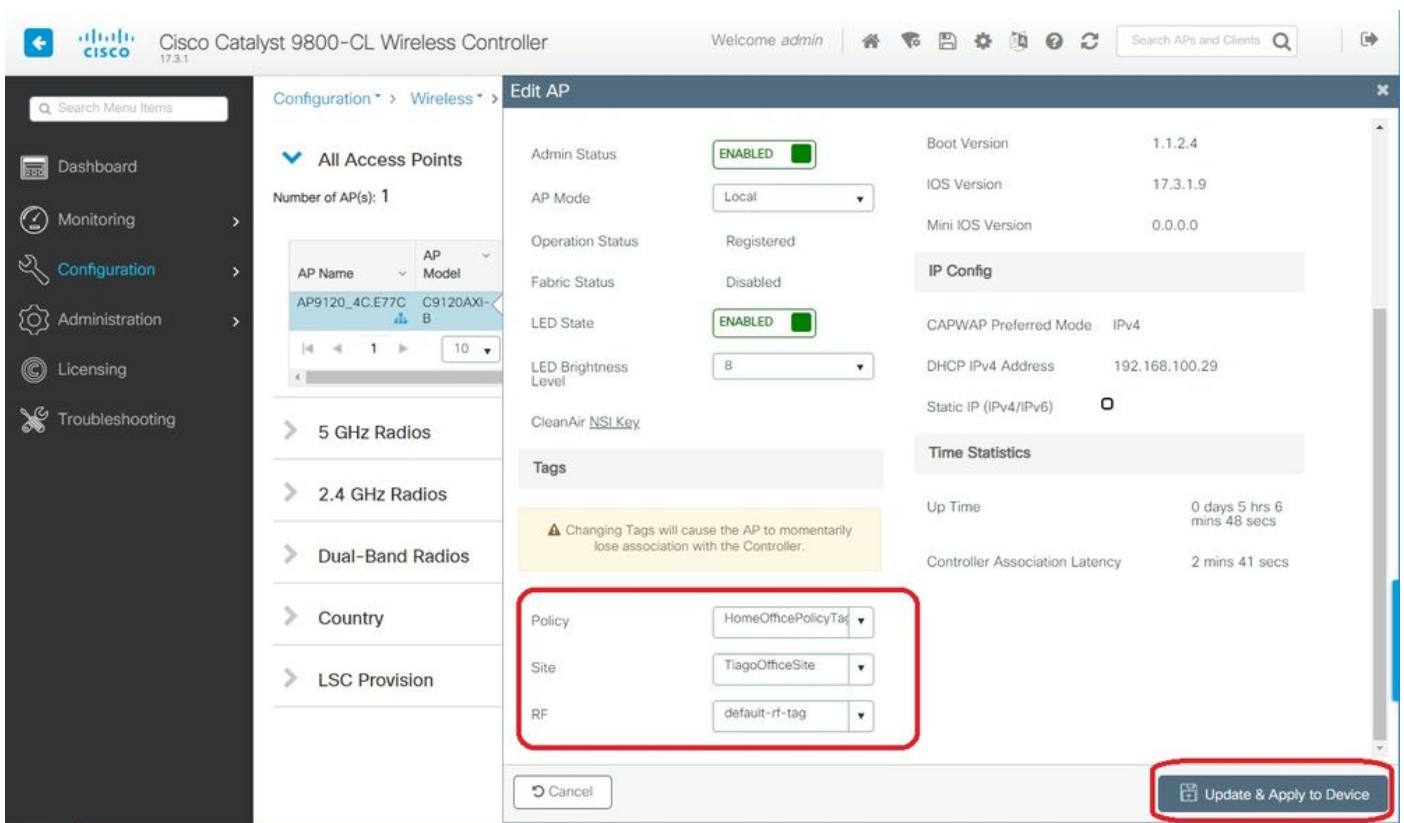 cisco
Cisco Catalyst 9800-CL Wireless Controller
17.3.1
Welcome admin
Search APs and Clients
Search Menu Items
Dashboard
Monitoring
Configuration
Administration
Licensing
Troubleshooting
Configuration > Wireless >
All Access Points
Number of AP(s): 1
AP Name
AP
Model
AP9120_4C.E77C
C9120AXI-
B
1
10
5 GHz Radios
2.4 GHz Radios
Dual-Band Radios
Country
LSC Provision
Edit AP
Admin Status ENABLED
AP Mode Local
Operation Status Registered
Fabric Status Disabled
LED State ENABLED
LED Brightness
Level
8
CleanAir NSI Key
Tags
Changing Tags will cause the AP to momentarily
lose association with the Controller.
Policy HomeOfficePolicyTag
Site TiagoOfficeSite
RF default-rf-tag
Boot Version 1.1.2.4
IOS Version 17.3.1.9
Mini IOS Version 0.0.0.0
IP Config
CAPWAP Preferred Mode IPv4
DHCP IPv4 Address 192.168.100.29
Static IP (IPv4/IPv6)
Time Statistics
Up Time 0 days 5 hrs 6
mins 48 secs
Controller Association Latency 2 mins 41 secs
Cancel
Update & Apply to Device